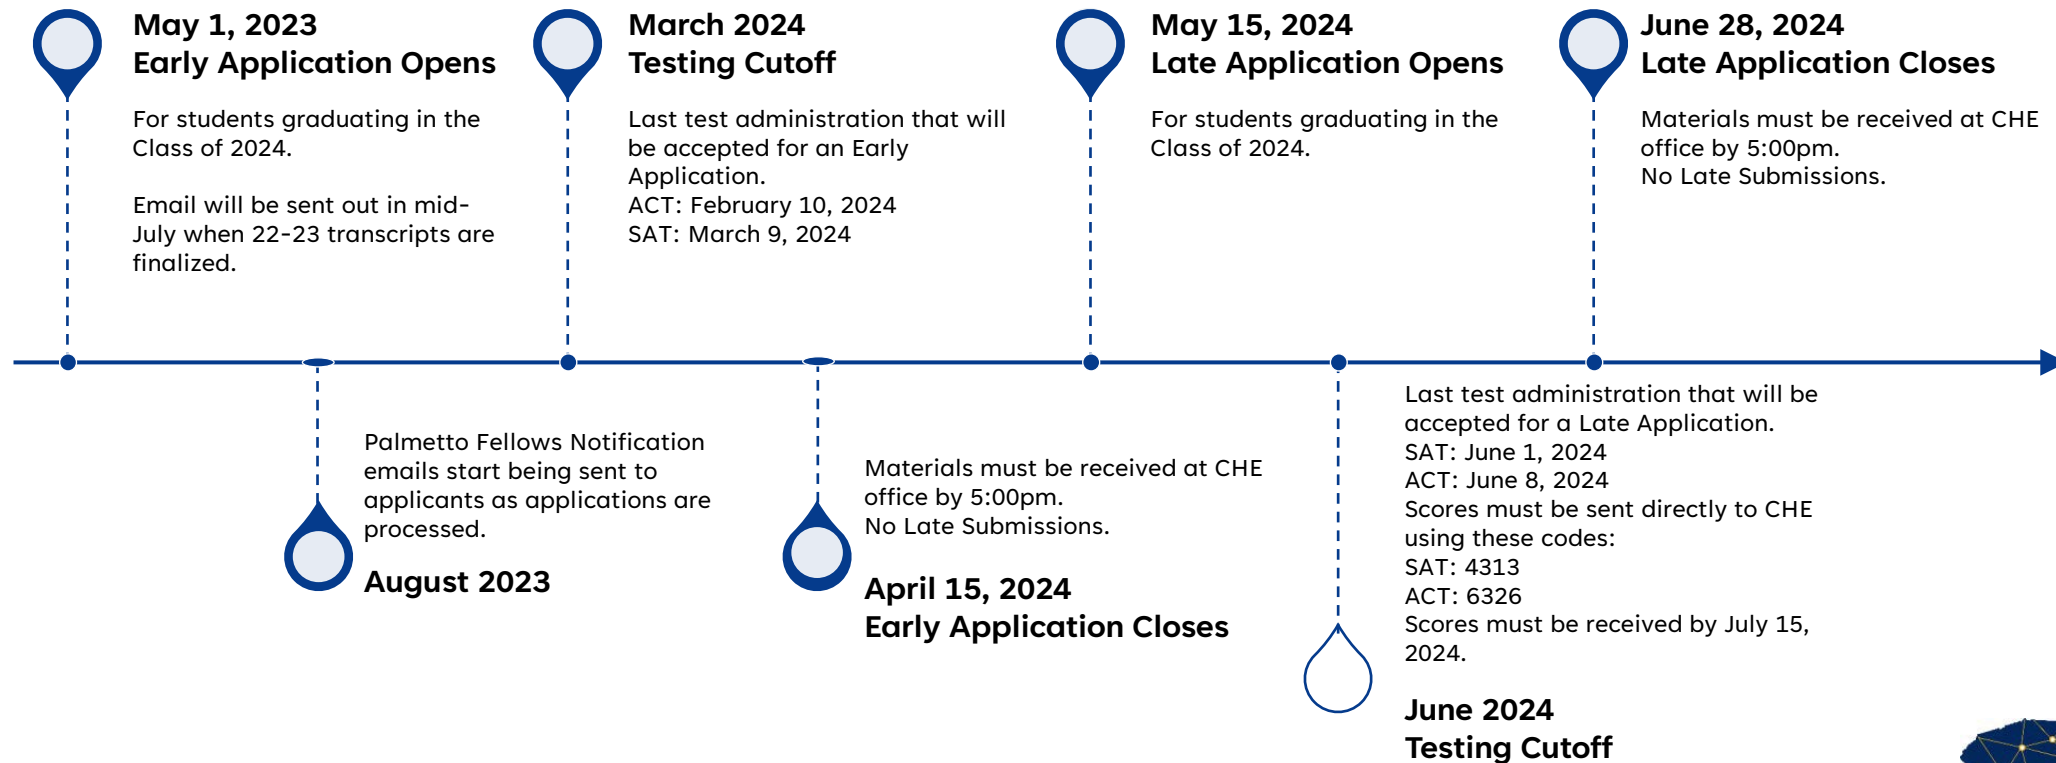 May 1, 2023
Early Application Opens
For students graduating in the
Class of 2024.
Email will be sent out in mid-
July when 22-23 transcripts are
finalized.
Palmetto Fellows Notification
emails start being sent to
applicants as applications are
processed.
August 2023
March 2024
Testing Cutoff
Last test administration that will
be accepted for an Early
Application.
ACT: February 10, 2024
SAT: March 9, 2024
Materials must be received at CHE
office by 5:00pm.
No Late Submissions.
April 15, 2024
Early Application Closes
May 15, 2024
Late Application Opens
For students graduating in the
Class of 2024.
Last test administration that will be
accepted for a Late Application.
SAT: June 1, 2024
ACT: June 8, 2024
Scores must be sent directly to CHE
using these codes:
SAT: 4313
ACT: 6326
Scores must be received by July 15,
2024.
June 2024
Testing Cutoff
June 28, 2024
Late Application Closes
Materials must be received at CHE
office by 5:00pm.
No Late Submissions.